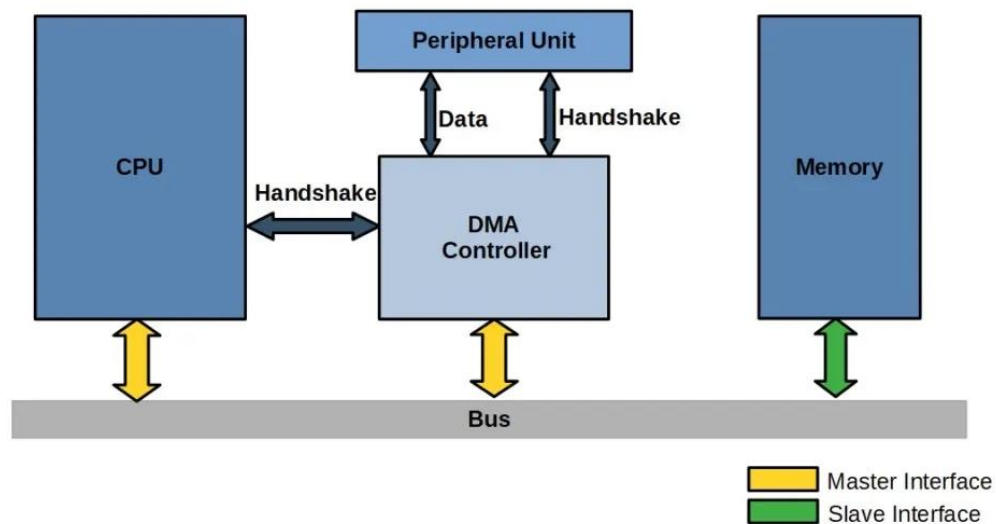 Peripheral Unit
CPU
Data
Handshake
Memory
Handshake
DMA
Controller
Bus
Master Interface
Slave Interface